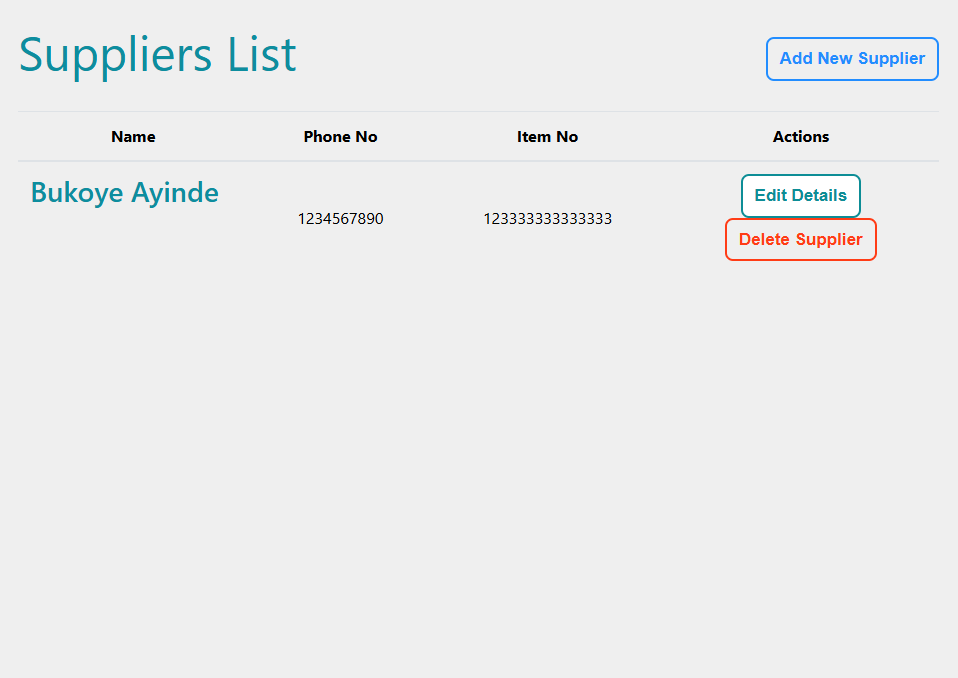 Suppliers List
Add New Supplier
Name Phone No Item No Actions
Bukoye Ayinde
1234567890 123333333333333
Edit Details
Delete Supplier